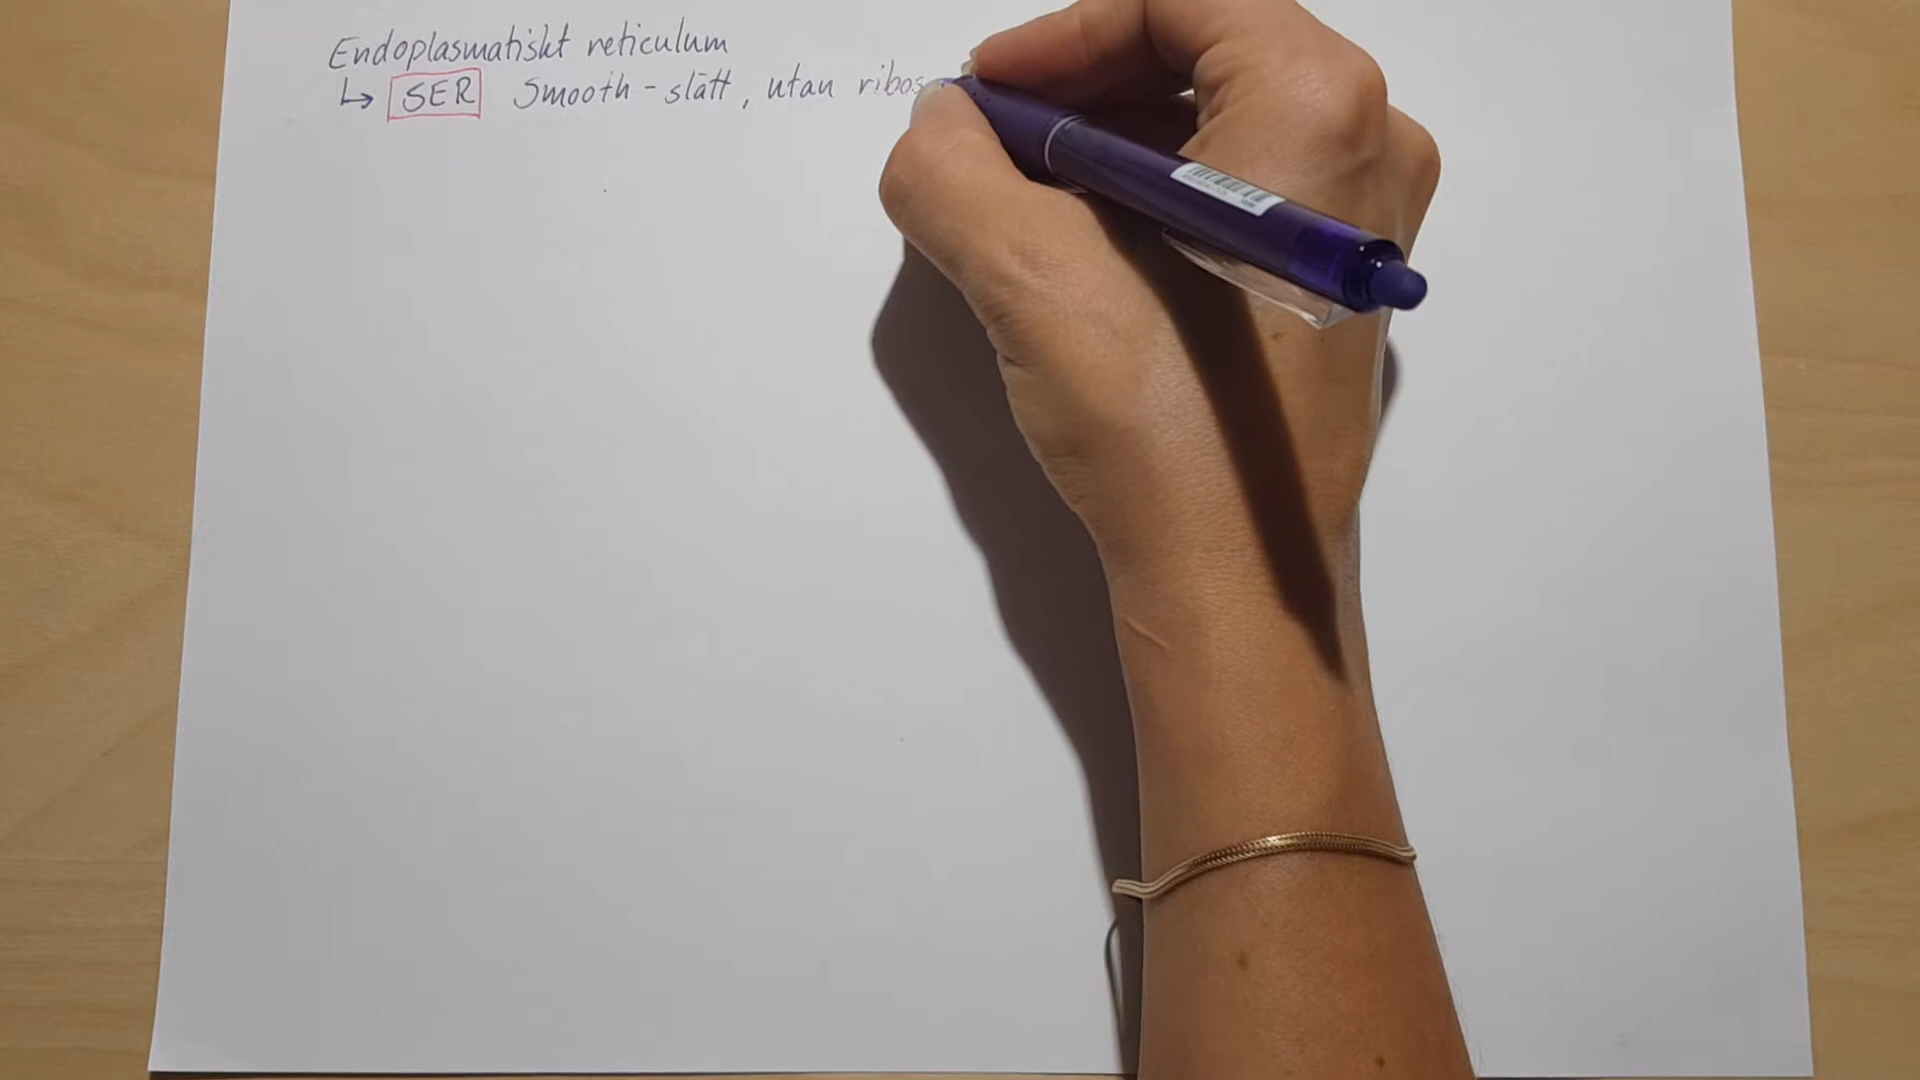 Endoplasmatiskt reticulum
↳ SER Smooth - slätt, utan ribos